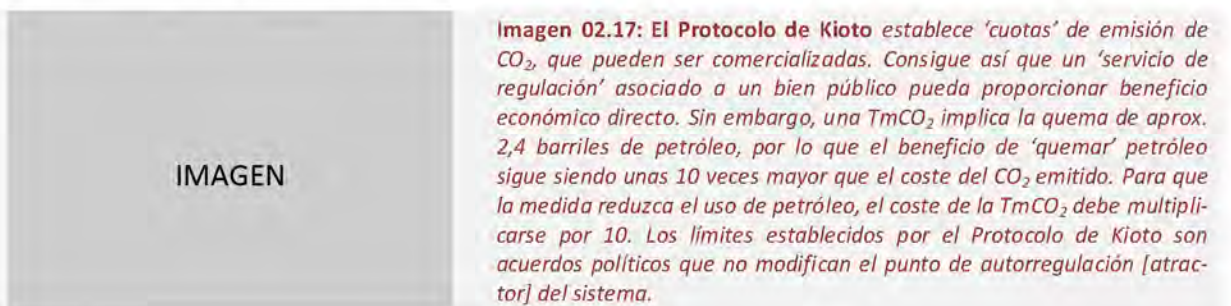 IMAGEN
Imagen 02.17: El Protocolo de Kioto establece ‘cuotas’ de emisión de
CO₂, que pueden ser comercializadas. Consigue así que un ‘servicio de
regulación’ asociado a un bien público pueda proporcionar beneficio
económico directo. Sin embargo, una TmCO₂ implica la quema de aprox.
2,4 barriles de petróleo, por lo que el beneficio de ‘quemar’ petróleo
sigue siendo unas 10 veces mayor que el coste del CO₂ emitido. Para que
la medida reduzca el uso de petróleo, el coste de la TmCO₂ debe multipli-
carse por 10. Los límites establecidos por el Protocolo de Kioto son
acuerdos políticos que no modifican el punto de autorregulación [atrac-
tor] del sistema.